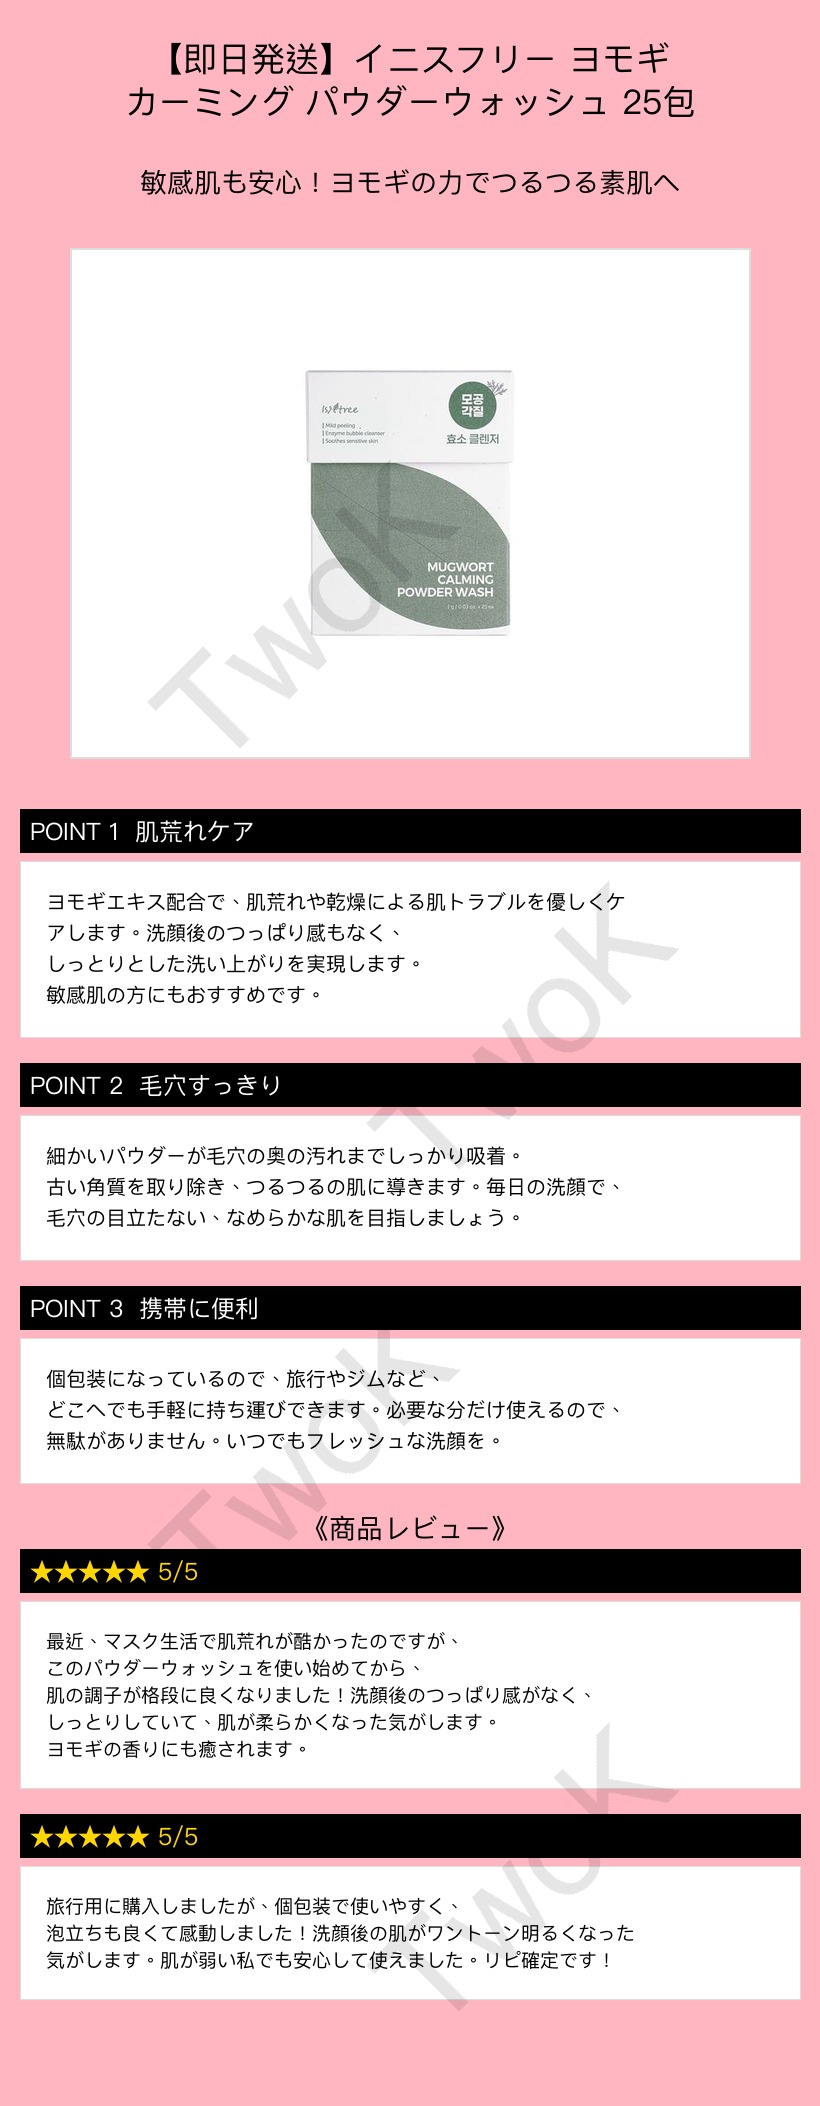 【即日発送】イニスフリー ヨモギ
カーミング パウダーウォッシュ 25包
敏感肌も安心！ヨモギの力でつるつる素肌へ
Isntree
Mild peeling
Enzyme bubble cleanser
Soothes sensitive skin
모공
각질
효소 클렌저
MUGWORT
CALMING
POWDER WASH
1 g / 0.03 oz. x 25 ea
TwoK
POINT 1 肌荒れケア
ヨモギエキス配合で、肌荒れや乾燥による肌トラブルを優しくケ
アします。洗顔後のつっぱり感もなく、
しっとりとした洗い上がりを実現します。
敏感肌の方にもおすすめです。
TwoK
POINT 2 毛穴すっきり
細かいパウダーが毛穴の奥の汚れまでしっかり吸着。
古い角質を取り除き、つるつるの肌に導きます。毎日の洗顔で、
毛穴の目立たない、なめらかな肌を目指しましょう。
POINT 3 携帯に便利
個包装になっているので、旅行やジムなど、
どこへでも手軽に持ち運びできます。必要な分だけ使えるので、
無駄がありません。いつでもフレッシュな洗顔を。
TwoK
《商品レビュー》
★★★★★ 5/5
最近、マスク生活で肌荒れが酷かったのですが、
このパウダーウォッシュを使い始めてから、
肌の調子が格段に良くなりました！洗顔後のつっぱり感がなく、
しっとりしていて、肌が柔らかくなった気がします。
ヨモギの香りにも癒されます。
★★★★★ 5/5
旅行用に購入しましたが、個包装で使いやすく、
泡立ちも良くて感動しました！洗顔後の肌がワントーン明るくなった
気がします。肌が弱い私でも安心して使えました。リピ確定です！
TwoK